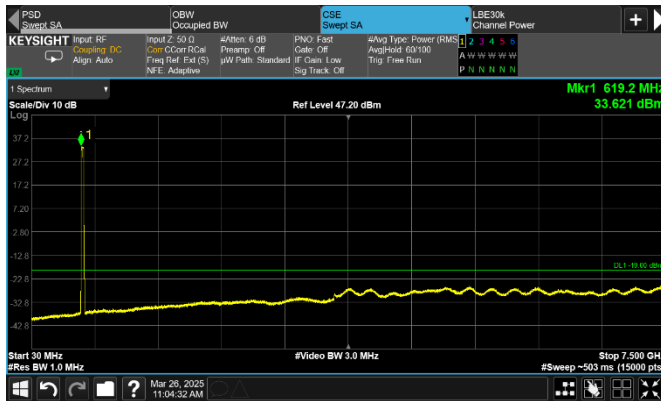 PSD
Swept SA
OBW
Occupied BW
CSE
Swept SA
LBE30k
Channel Power
+
KEYSIGHT
Input: RF
Coupling: DC
Align: Auto
Input Z: 50 Ω
Corr CCorr RCal
Freq Ref: Ext (S)
NFE: Adaptive
#Atten: 6 dB
Preamp: Off
µW Path: Standard
PNO: Fast
Gate: Off
IF Gain: Low
Sig Track: Off
#Avg Type: Power (RMS
Avg|Hold: 60/100
Trig: Free Run
1 2 3 4 5 6
A W W W W W
P N N N N N
1 Spectrum
Scale/Div 10 dB
Ref Level 47.20 dBm
Mkr1 619.2 MHz
33.621 dBm
Log
1
37.2
27.2
17.2
7.20
-2.80
-12.8
-22.8
-32.8
-42.8
DL1 -19.00 dBm
Start 30 MHz
#Res BW 1.0 MHz
#Video BW 3.0 MHz
Stop 7.500 GHz
#Sweep ~503 ms (15000 pts)
?
Mar 26, 2025
11:04:32 AM